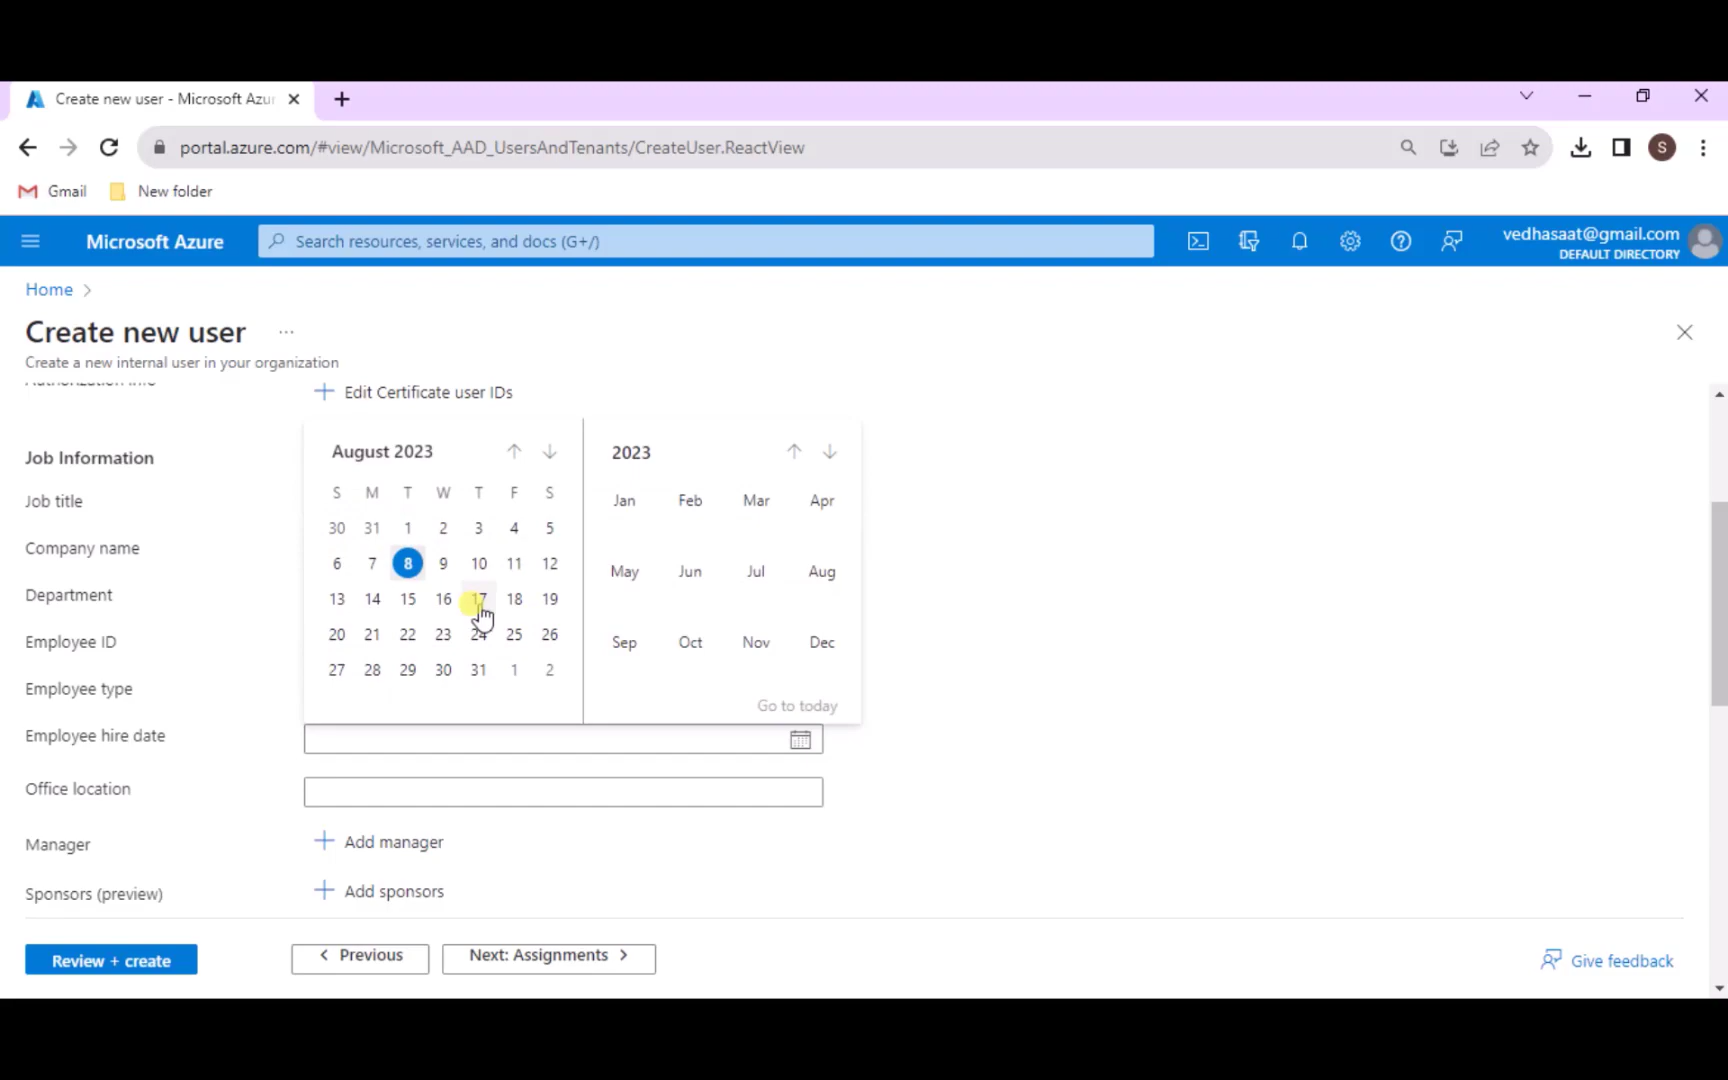 Create new user - Microsoft Azu
portal.azure.com/#view/Microsoft_AAD_UsersAndTenants/CreateUser.ReactView
S
Gmail
New folder
Microsoft Azure
Search resources, services, and docs (G+/)
vedhasaat@gmail.com
DEFAULT DIRECTORY
Home
Create new user
Create a new internal user in your organization
Authorization info
Edit Certificate user IDs
Job Information
Job title
Company name
Department
Employee ID
Employee type
Employee hire date
Office location
Manager
Sponsors (preview)
August 2023
S M T W T F S
30 31 1 2 3 4 5
6 7 8 9 10 11 12
13 14 15 16 17 18 19
20 21 22 23 24 25 26
27 28 29 30 31 1 2
2023
Jan Feb Mar Apr
May Jun Jul Aug
Sep Oct Nov Dec
Go to today
Add manager
Add sponsors
Review + create
< Previous
Next: Assignments >
Give feedback